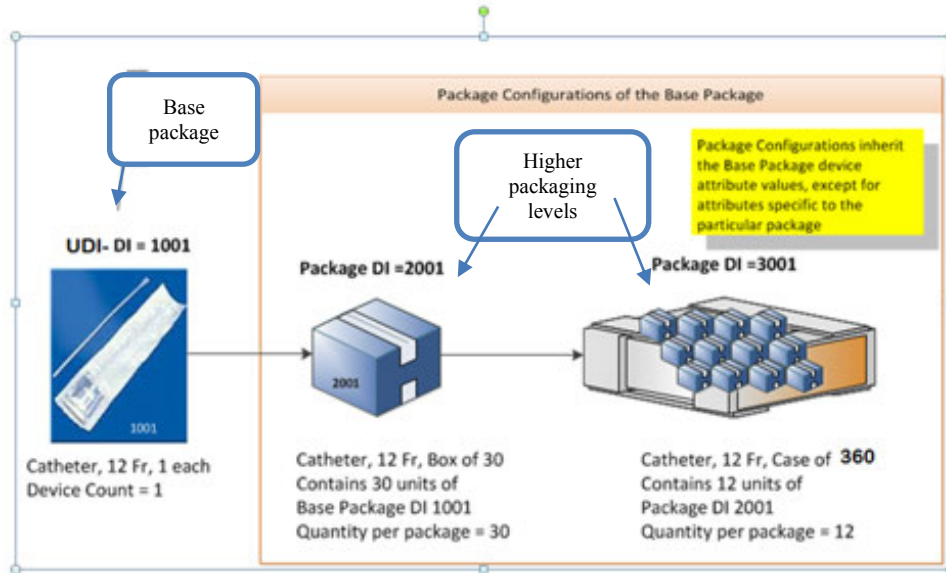 Package Configurations of the Base Package
Base
package
Higher
packaging
levels
Package Configurations inherit
the Base Package device
attribute values, except for
attributes specific to the
particular package
UDI- DI = 1001
Package DI =2001
Package DI =3001
2001
1001
Catheter, 12 Fr, 1 each
Device Count = 1
Catheter, 12 Fr, Box of 30
Contains 30 units of
Base Package DI 1001
Quantity per package = 30
Catheter, 12 Fr, Case of 360
Contains 12 units of
Package DI 2001
Quantity per package = 12